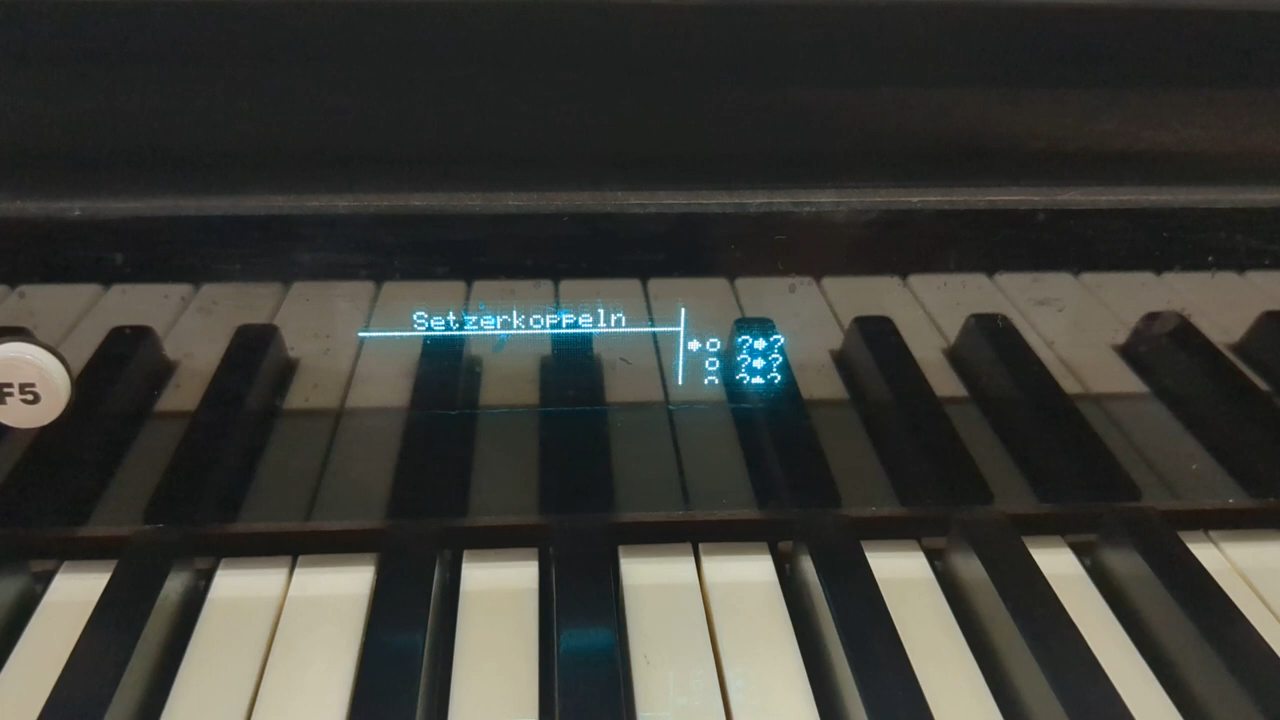 Setzerkoppeln
→o ?→?
o ?→?
o ?→?
F5